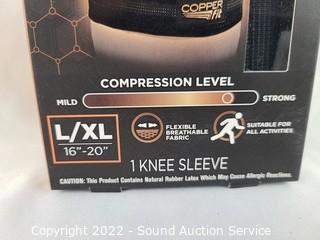 COPPER
Fit
COMPRESSION LEVEL
MILD STRONG
L/XL
16"-20"
FLEXIBLE
BREATHABLE
FABRIC
SUITABLE FOR
ALL ACTIVITIES
1 KNEE SLEEVE
CAUTION: This Product Contains Natural Rubber Latex Which May Cause Allergic Reactions.
Copyright 2022 - Sound Auction Service